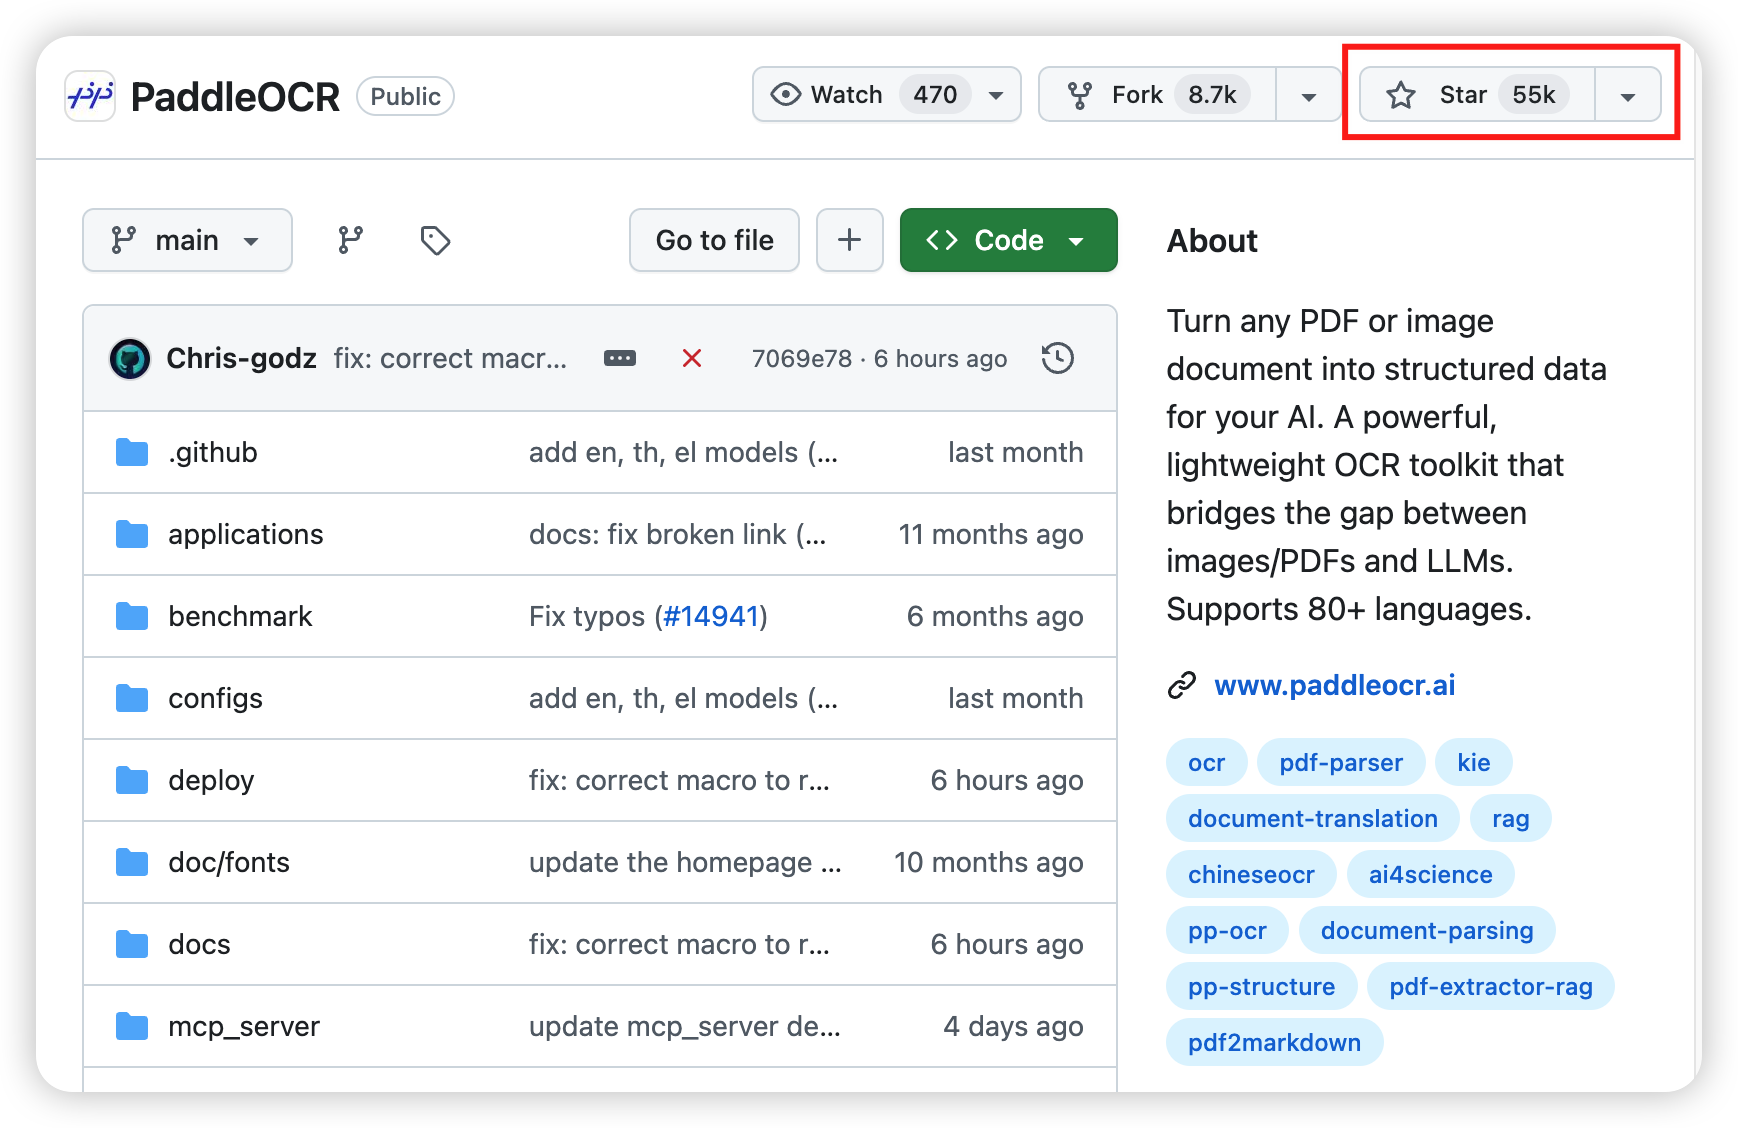 PaddleOCR Public Watch 470 Fork 8.7k Star 55k
main Go to file + Code
Chris-godz fix: correct macr... 7069e78 · 6 hours ago
.github add en, th, el models (... last month
applications docs: fix broken link (... 11 months ago
benchmark Fix typos (#14941) 6 months ago
configs add en, th, el models (... last month
deploy fix: correct macro to r... 6 hours ago
doc/fonts update the homepage ... 10 months ago
docs fix: correct macro to r... 6 hours ago
mcp_server update mcp_server de... 4 days ago
About
Turn any PDF or image
document into structured data
for your AI. A powerful,
lightweight OCR toolkit that
bridges the gap between
images/PDFs and LLMs.
Supports 80+ languages.
www.paddleocr.ai
ocr pdf-parser kie
document-translation rag
chineseocr ai4science
pp-ocr document-parsing
pp-structure pdf-extractor-rag
pdf2markdown